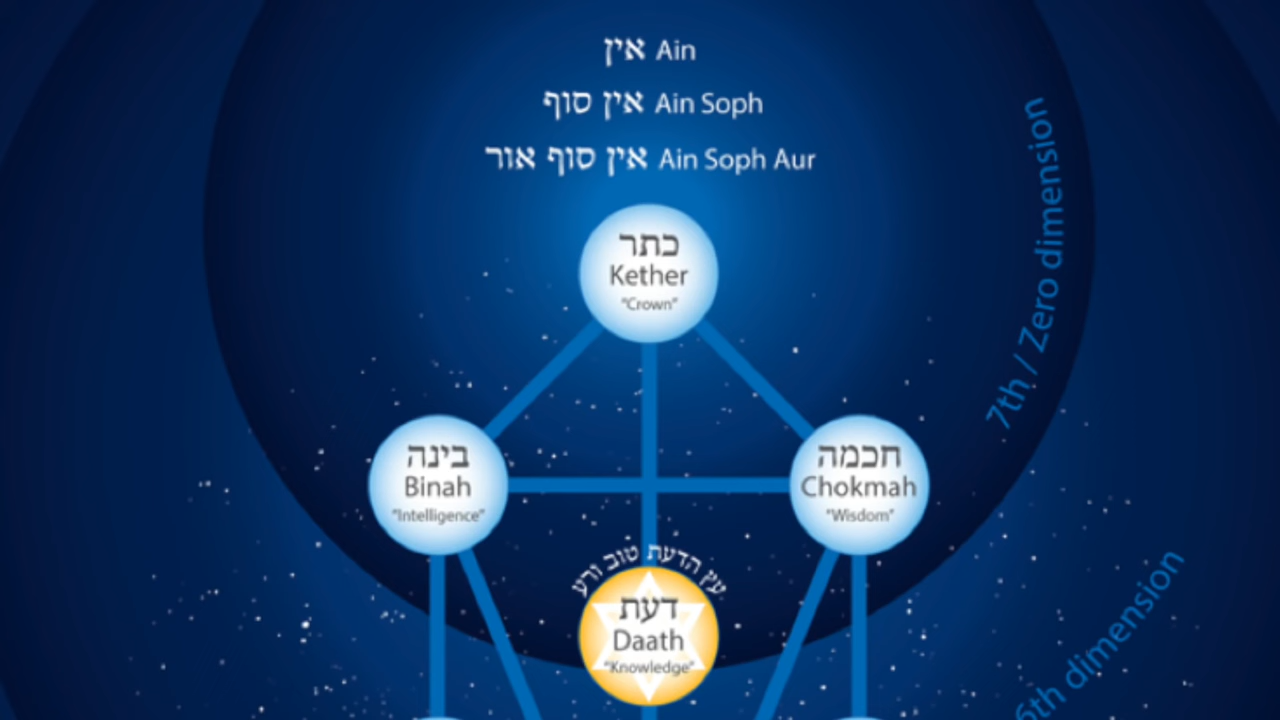 אין Ain
אין סוף Ain Soph
אין סוף אור Ain Soph Aur
7th / Zero dimension
כתר
Kether
“Crown”
בינה
Binah
“Intelligence”
חכמה
Chokmah
“Wisdom”
עץ הדעת טוב ורע
דעת
Daath
“Knowledge”
6th dimension